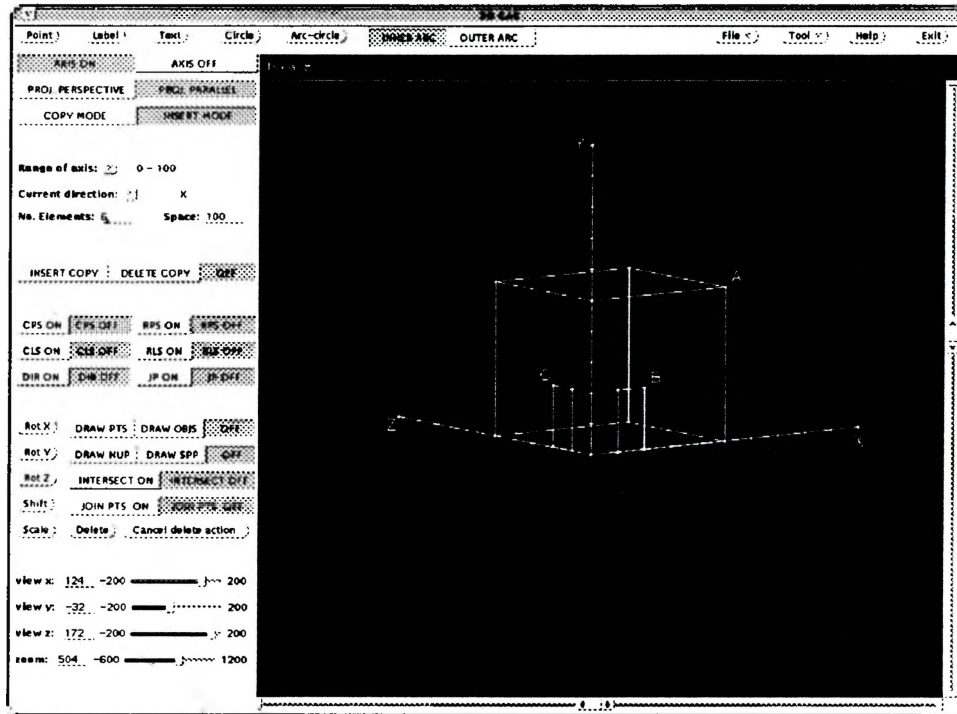 3D CAD
Point Label Text Circle Arc-circle INNER ARC OUTER ARC File Tool Help Exit
AXIS ON AXIS OFF
PROJ. PERSPECTIVE PROJ. PARALLEL
COPY MODE INSERT MODE
Range of axis: 0 - 100
Current direction: X
No. Elements: 6 Space: 100
INSERT COPY DELETE COPY OFF
CPS ON CPS OFF RPS ON RPS OFF
CLS ON CLS OFF RLS ON RLS OFF
DIR ON DIR OFF JP ON JP OFF
Rot X DRAW PTS DRAW OBJS OFF
Rot Y DRAW NUP DRAW SPP OFF
Rot Z INTERSECT ON INTERSECT OFF
Shift JOIN PTS ON JOIN PTS OFF
Scale Delete Cancel delete action
view x: 124 -200 200
view y: -32 -200 200
view z: 172 -200 200
zoom: 504 -600 1200
Y
A
C B
Z X